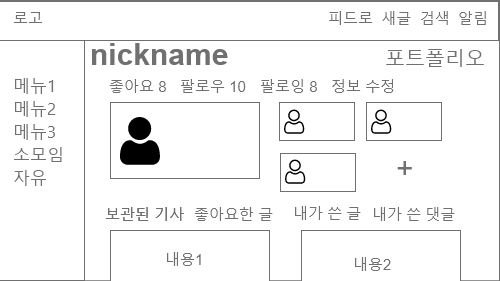 로고 피드로 새글 검색 알림
nickname 포트폴리오
좋아요 8 팔로우 10 팔로잉 8 정보 수정
메뉴1
메뉴2
메뉴3
소모임
자유
+
보관된 기사 좋아요한 글 내가 쓴 글 내가 쓴 댓글
내용1 내용2